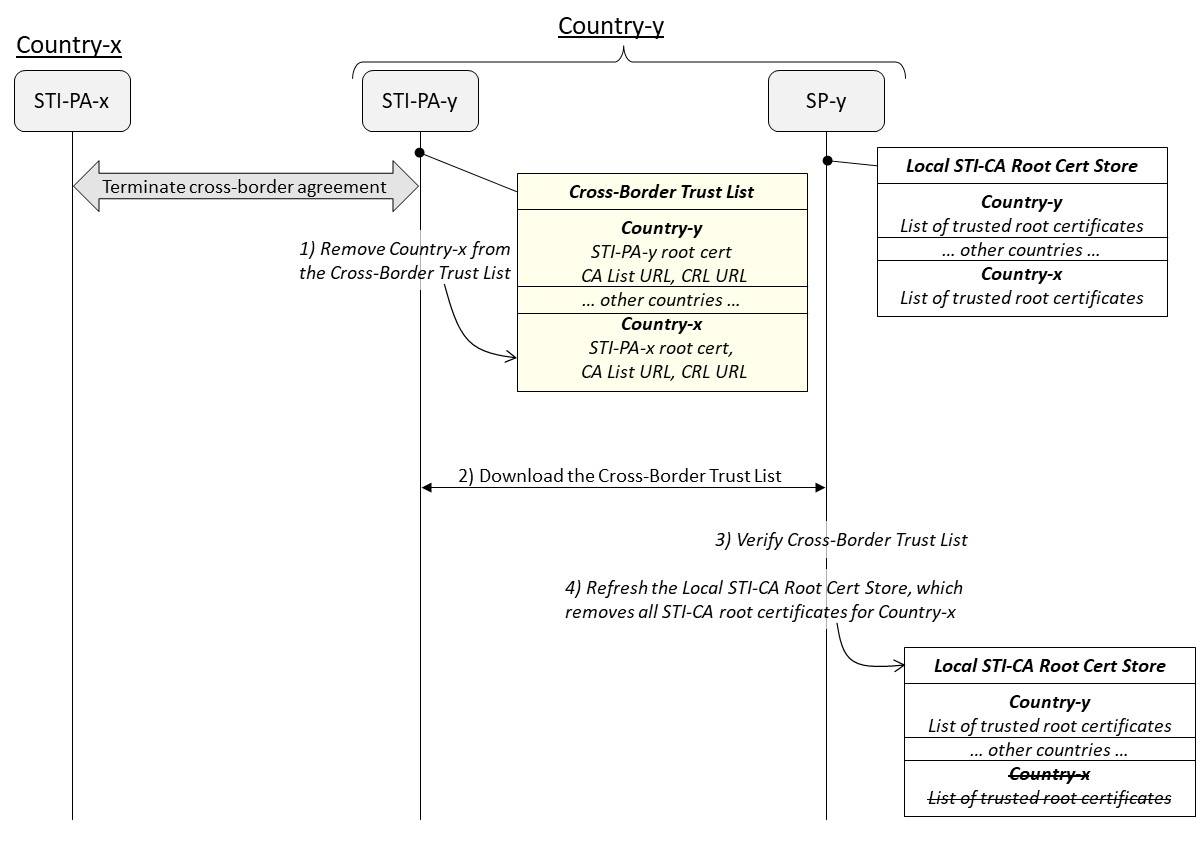 Country-x
Country-y
STI-PA-x
STI-PA-y
SP-y
Terminate cross-border agreement
Cross-Border Trust List
Country-y
STI-PA-y root cert
CA List URL, CRL URL
... other countries ...
Country-x
STI-PA-x root cert,
CA List URL, CRL URL
Local STI-CA Root Cert Store
Country-y
List of trusted root certificates
... other countries ...
Country-x
List of trusted root certificates
1) Remove Country-x from
the Cross-Border Trust List
2) Download the Cross-Border Trust List
3) Verify Cross-Border Trust List
4) Refresh the Local STI-CA Root Cert Store, which
removes all STI-CA root certificates for Country-x
Local STI-CA Root Cert Store
Country-y
List of trusted root certificates
... other countries ...
Country-x
List of trusted root certificates